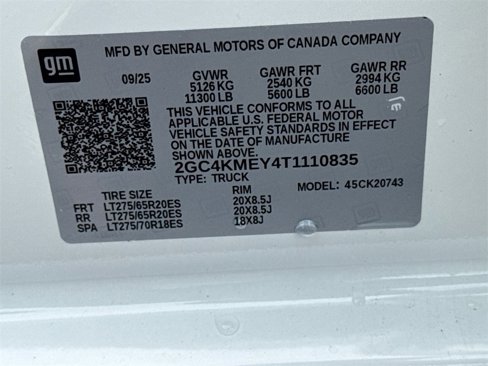 gm
MFD BY GENERAL MOTORS OF CANADA COMPANY
09/25 GVWR GAWR FRT GAWR RR
5126 KG 2540 KG 2994 KG
11300 LB 5600 LB 6600 LB
THIS VEHICLE CONFORMS TO ALL
APPLICABLE U.S. FEDERAL MOTOR
VEHICLE SAFETY STANDARDS IN EFFECT
ON THE DATE OF MANUFACTURE
SHOWN ABOVE.
2GC4KMEY4T1110835
TYPE: TRUCK MODEL: 45CK20743
TIRE SIZE RIM
FRT LT275/65R20ES 20X8.5J
RR LT275/65R20ES 20X8.5J
SPA LT275/70R18ES 18X8J